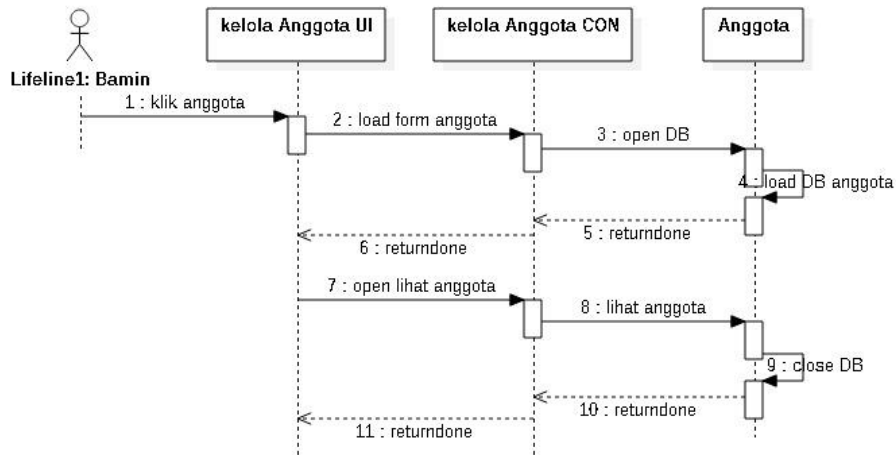 kelola Anggota UI
kelola Anggota CON
Anggota
Lifeline1: Bamin
1 : klik anggota
2 : load form anggota
3 : open DB
4 : load DB anggota
5 : returndone
6 : returndone
7 : open lihat anggota
8 : lihat anggota
9 : close DB
10 : returndone
11 : returndone